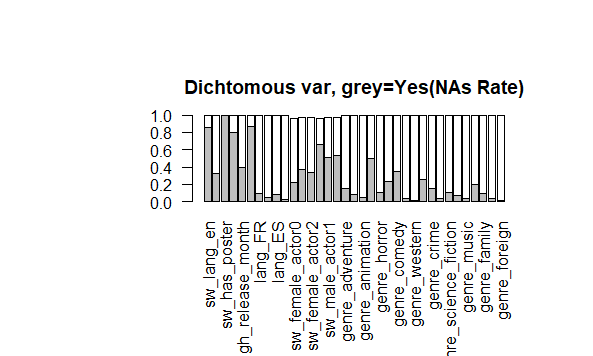 Dichtomous var, grey=Yes(NAs Rate)
1.0
0.8
0.6
0.4
0.2
0.0
sw_lang_en
sw_has_poster
gh_release_month
lang_FR
lang_ES
sw_female_actor0
sw_female_actor2
sw_male_actor1
genre_adventure
genre_animation
genre_horror
genre_comedy
genre_western
genre_crime
nre_science_fiction
genre_music
genre_family
genre_foreign